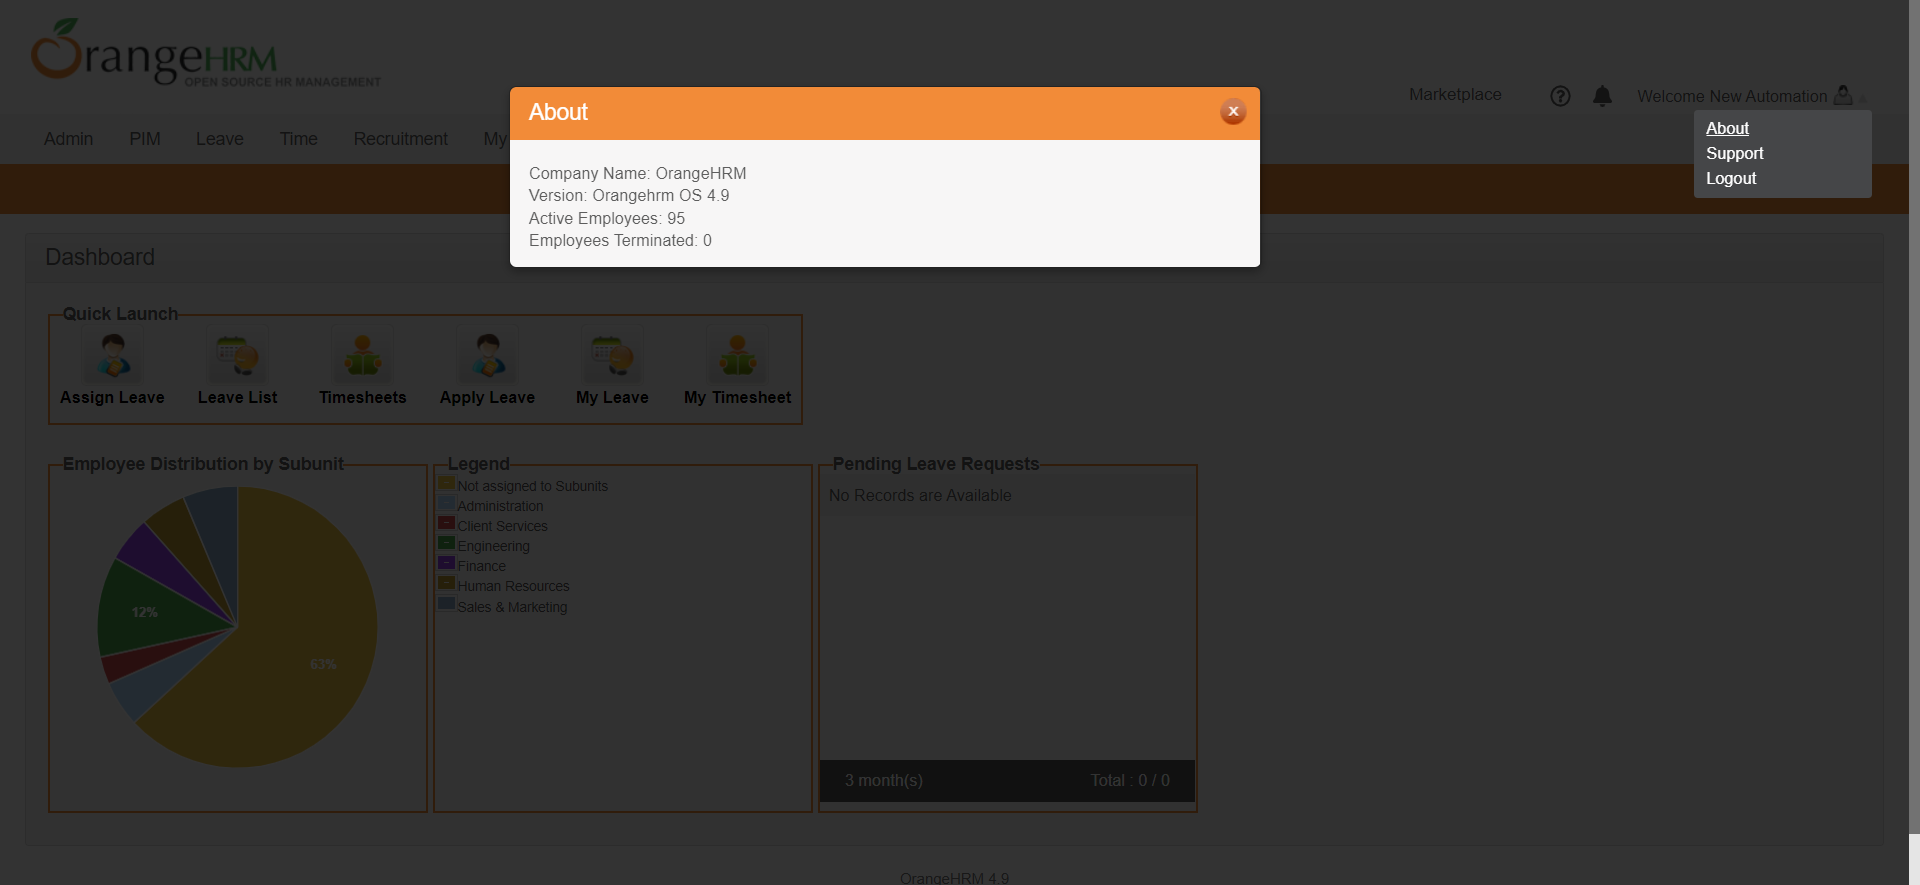 OrangeHRM
OPEN SOURCE HR MANAGEMENT
Marketplace
Welcome New Automation
About
Support
Logout
Admin PIM Leave Time Recruitment My
About
x
Company Name: OrangeHRM
Version: Orangehrm OS 4.9
Active Employees: 95
Employees Terminated: 0
Dashboard
Quick Launch
Assign Leave
Leave List
Timesheets
Apply Leave
My Leave
My Timesheet
Employee Distribution by Subunit
12%
63%
Legend
Not assigned to Subunits
Administration
Client Services
Engineering
Finance
Human Resources
Sales & Marketing
Pending Leave Requests
No Records are Available
3 month(s)
Total : 0 / 0
OrangeHRM 4.9